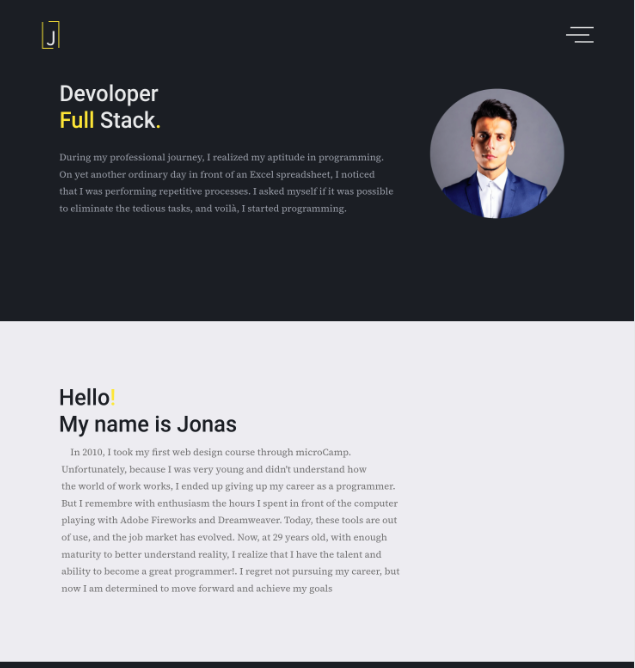 J
Devoloper
Full Stack.
During my professional journey, I realized my aptitude in programming.
On yet another ordinary day in front of an Excel spreadsheet, I noticed
that I was performing repetitive processes. I asked myself if it was possible
to eliminate the tedious tasks, and voilà, I started programming.
Hello!
My name is Jonas
In 2010, I took my first web design course through microCamp.
Unfortunately, because I was very young and didn't understand how
the world of work works, I ended up giving up my career as a programmer.
But I remembre with enthusiasm the hours I spent in front of the computer
playing with Adobe Fireworks and Dreamweaver. Today, these tools are out
of use, and the job market has evolved. Now, at 29 years old, with enough
maturity to better understand reality, I realize that I have the talent and
ability to become a great programmer!. I regret not pursuing my career, but
now I am determined to move forward and achieve my goals